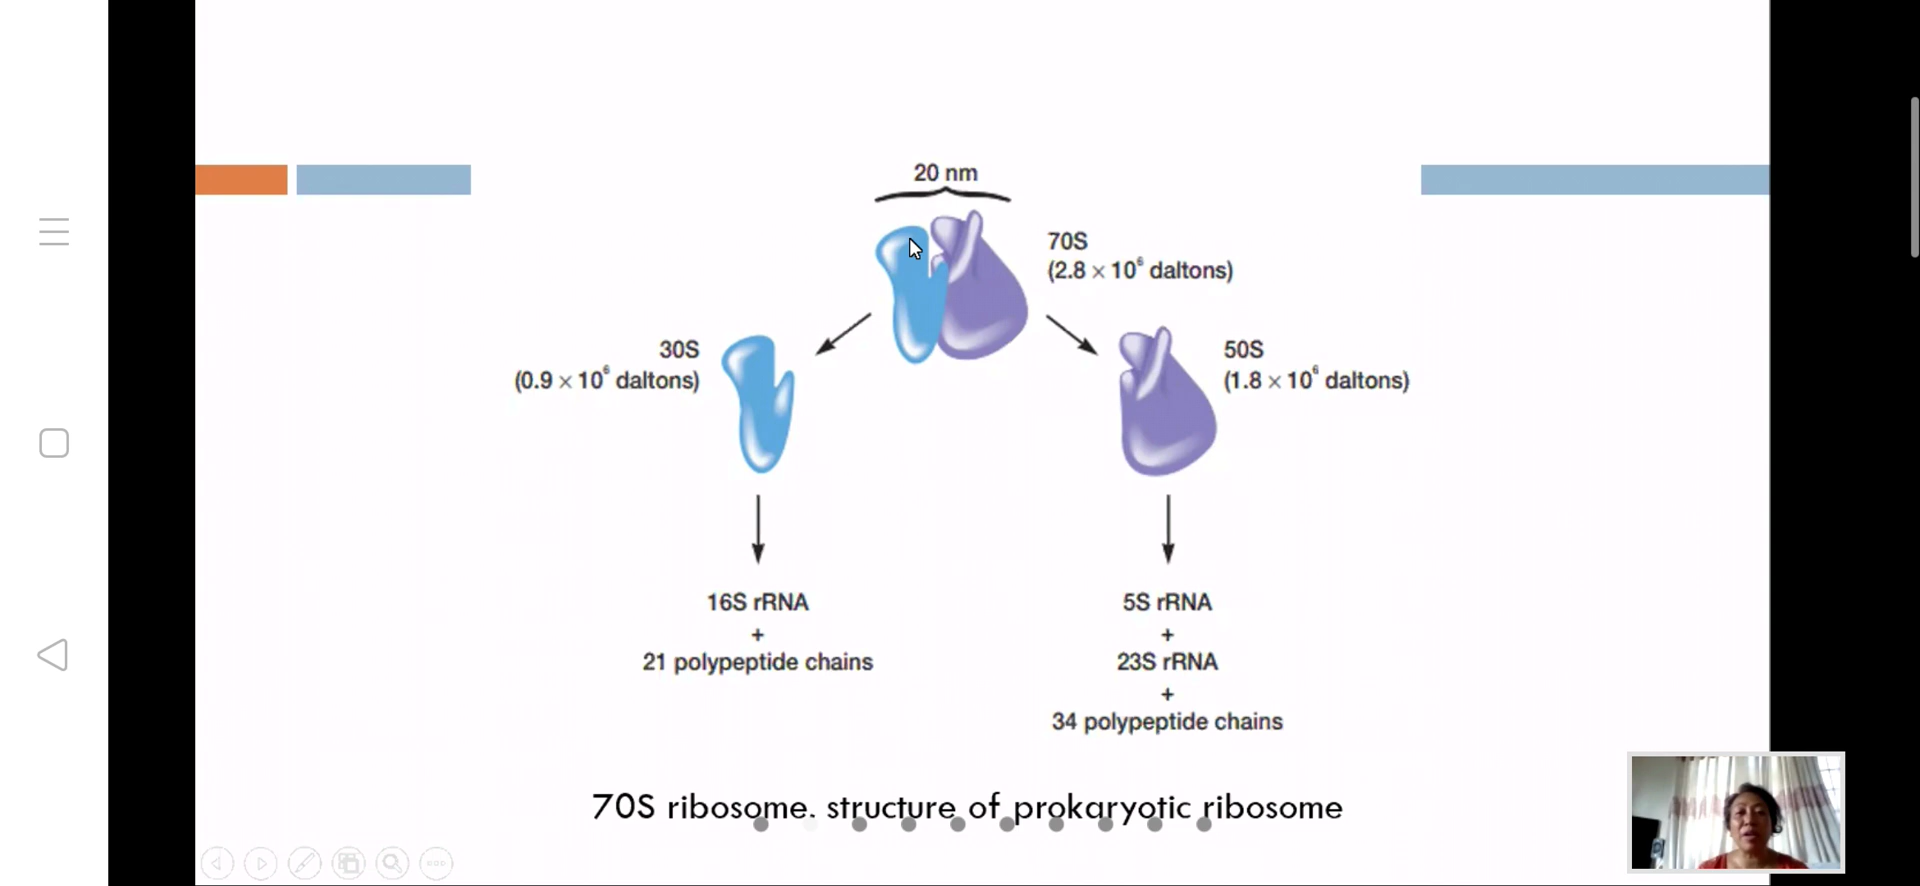 20 nm
70S
(2.8 × 10⁶ daltons)
30S
(0.9 × 10⁶ daltons)
50S
(1.8 × 10⁶ daltons)
16S rRNA
+
21 polypeptide chains
5S rRNA
+
23S rRNA
+
34 polypeptide chains
70S ribosome. structure of prokaryotic ribosome